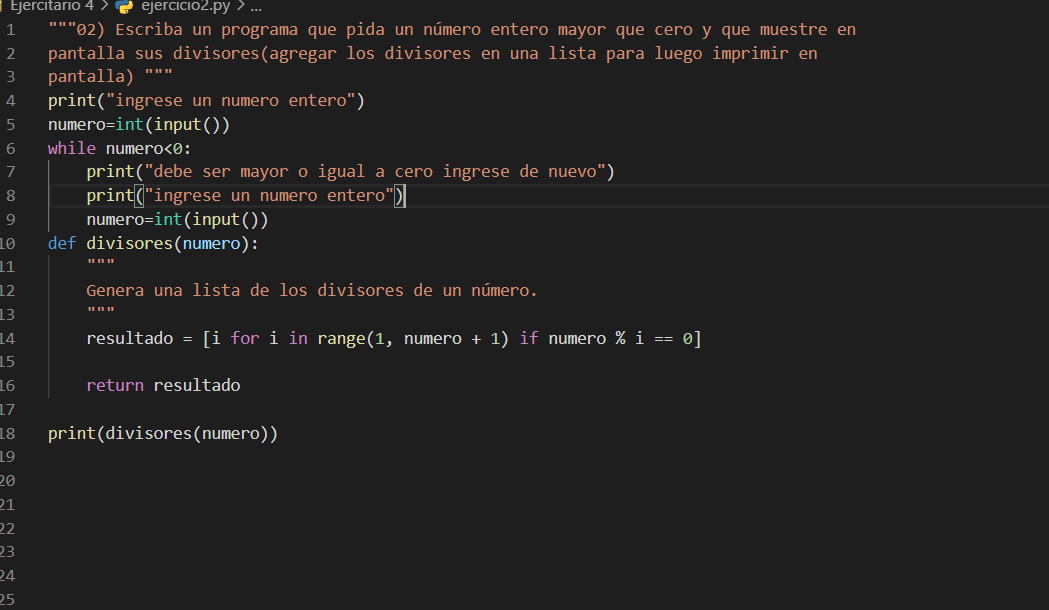 Ejercitario 4 > ejercicio2.py > ...
1 """02) Escriba un programa que pida un número entero mayor que cero y que muestre en
2 pantalla sus divisores(agregar los divisores en una lista para luego imprimir en
3 pantalla) """
4 print("ingrese un numero entero")
5 numero=int(input())
6 while numero<0:
7     print("debe ser mayor o igual a cero ingrese de nuevo")
8     print("ingrese un numero entero")
9     numero=int(input())
10 def divisores(numero):
11     """
12     Genera una lista de los divisores de un número.
13     """
14     resultado = [i for i in range(1, numero + 1) if numero % i == 0]
15
16     return resultado
17
18 print(divisores(numero))
19
20
21
22
23
24
25